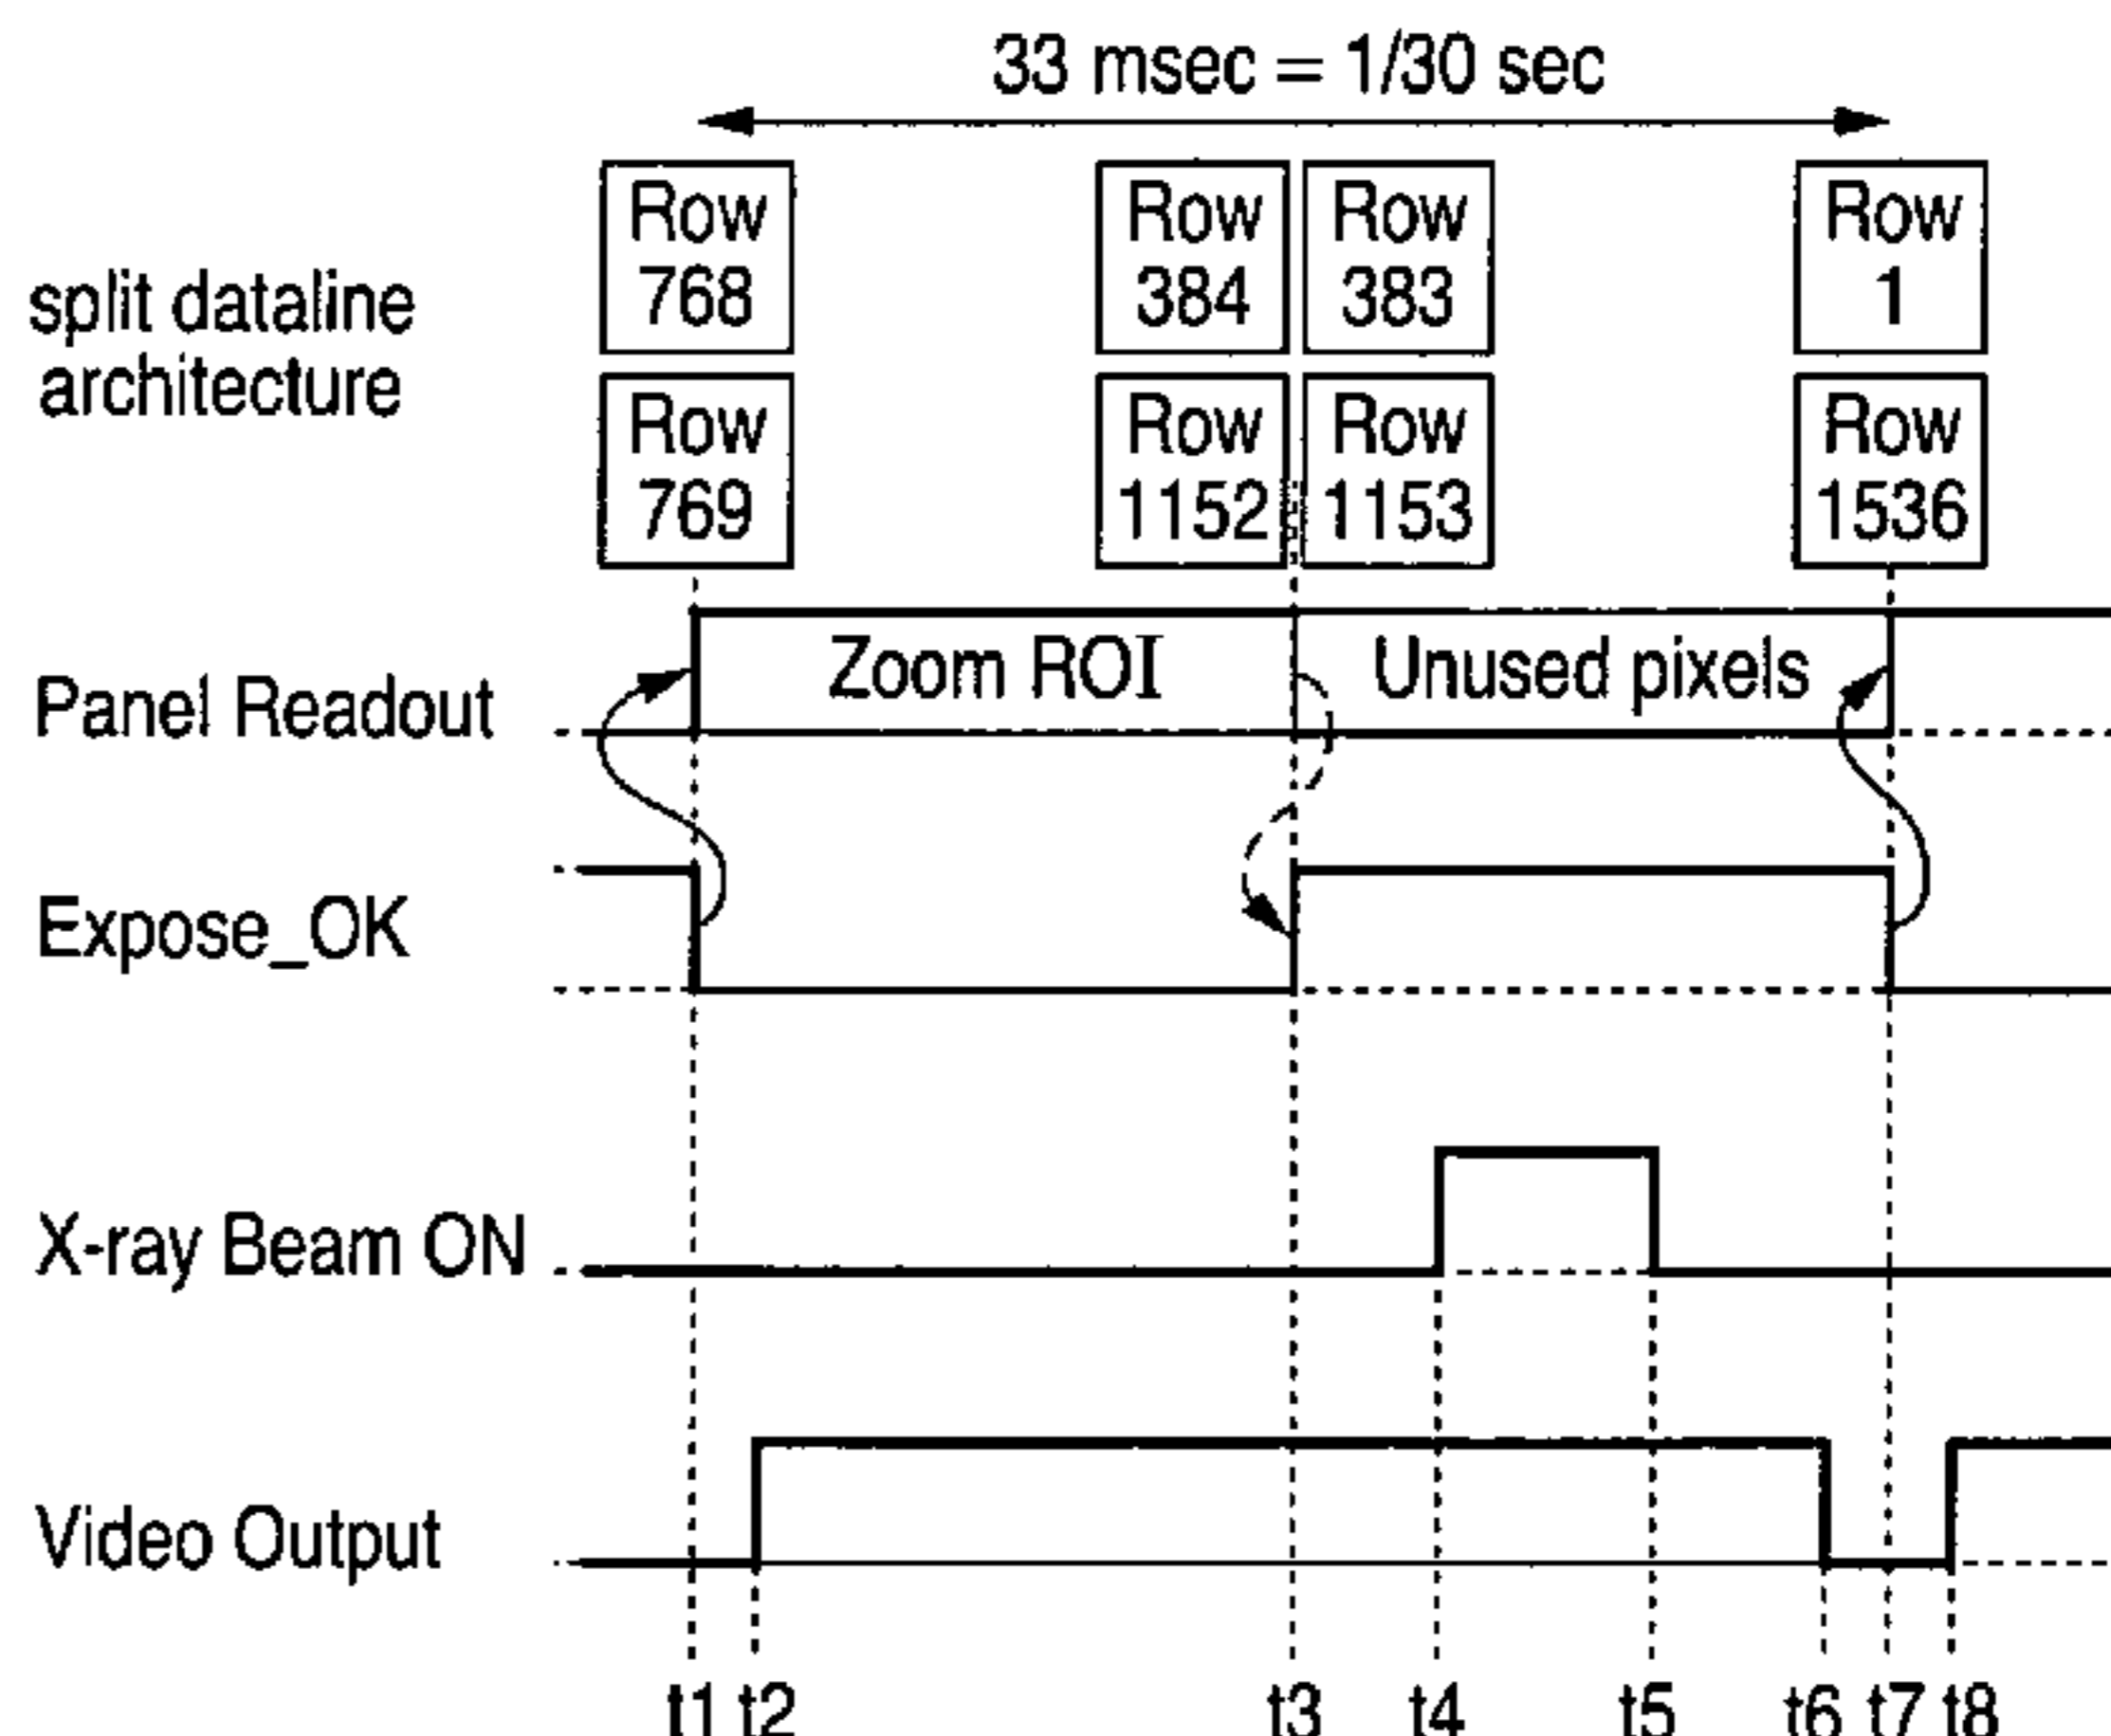 33 msec = 1/30 sec
split dataline
architecture
Row
768
Row
384
Row
383
Row
1
Row
769
Row
1152
Row
1153
Row
1536
Panel Readout
Zoom ROI
Unused pixels
Expose_OK
X-ray Beam ON
Video Output
t1 t2 t3 t4 t5 t6 t7 t8